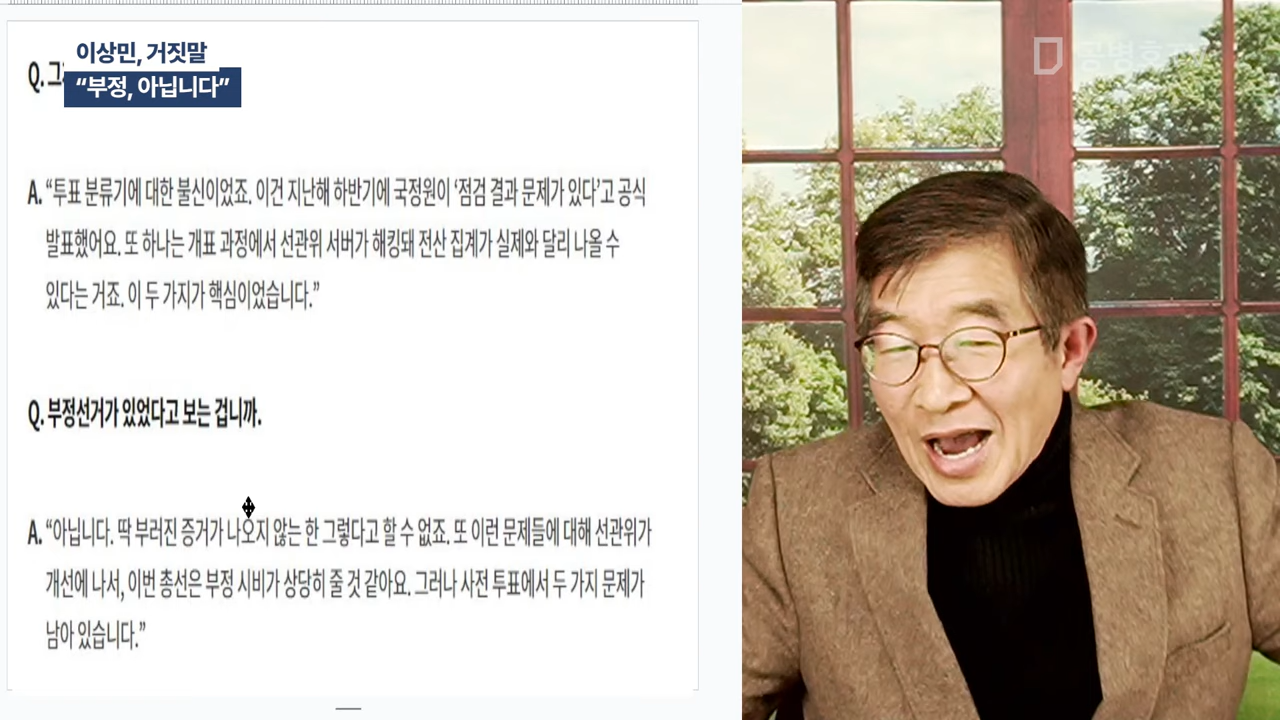 이상민, 거짓말
“부정, 아닙니다”
Q. 그
A. “투표 분류기에 대한 불신이었죠. 이건 지난해 하반기에 국정원이 ‘점검 결과 문제가 있다’고 공식
발표했어요. 또 하나는 개표 과정에서 선관위 서버가 해킹돼 전산 집계가 실제와 달리 나올 수
있다는 거죠. 이 두 가지가 핵심이었습니다.”
Q. 부정선거가 있었다고 보는 겁니까.
A. “아닙니다. 딱 부러진 증거가 나오지 않는 한 그렇다고 할 수 없죠. 또 이런 문제들에 대해 선관위가
개선에 나서, 이번 총선은 부정 시비가 상당히 줄 것 같아요. 그러나 사전 투표에서 두 가지 문제가
남아 있습니다.”
공병호